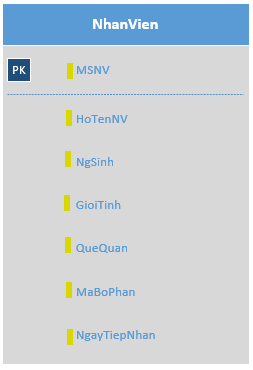 NhanVien
PK MSNV
HoTenNV
NgSinh
GioiTinh
QueQuan
MaBoPhan
NgayTiepNhan